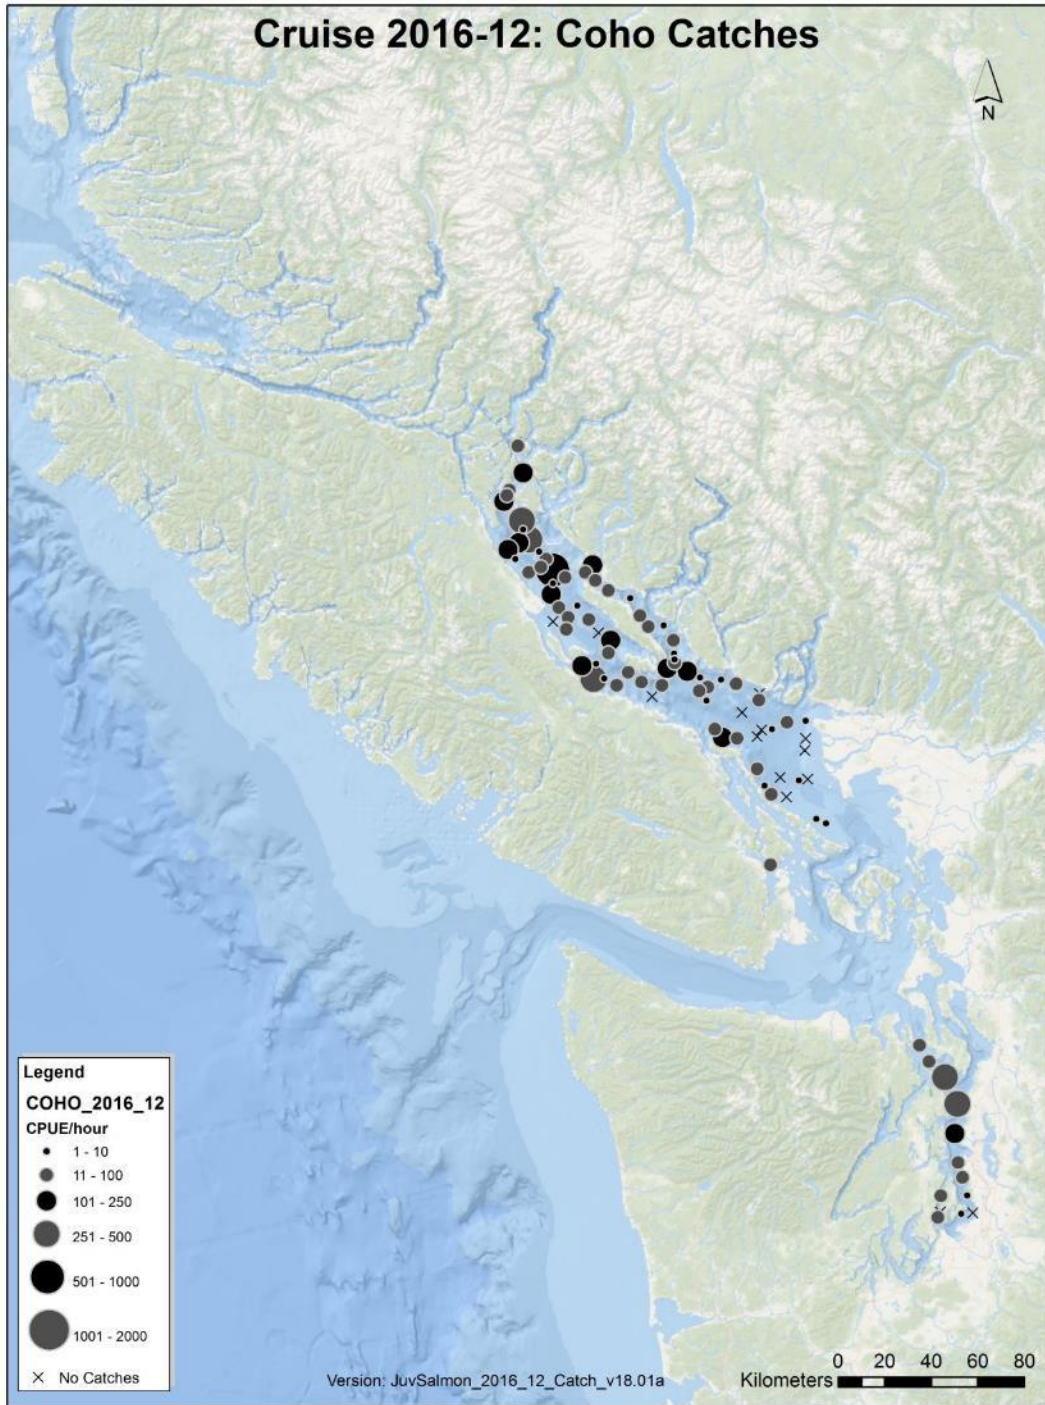 Cruise 2016-12: Coho Catches
N
Legend
COHO_2016_12
CPUE/hour
1 - 10
11 - 100
101 - 250
251 - 500
501 - 1000
1001 - 2000
No Catches
Version: JuvSalmon_2016_12_Catch_v18.01a
0 20 40 60 80
Kilometers